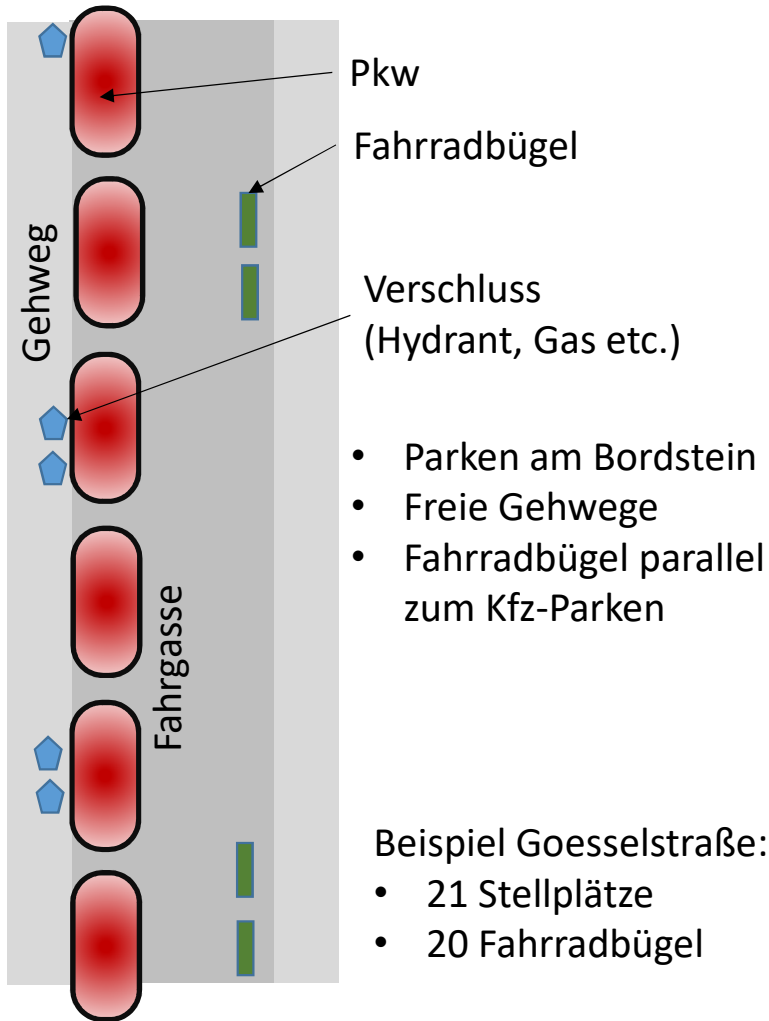 Pkw
Fahrradbügel
Gehweg
Verschluss
(Hydrant, Gas etc.)
• Parken am Bordstein
• Freie Gehwege
• Fahrradbügel parallel
zum Kfz-Parken
Fahrgasse
Beispiel Goesselstraße:
• 21 Stellplätze
• 20 Fahrradbügel